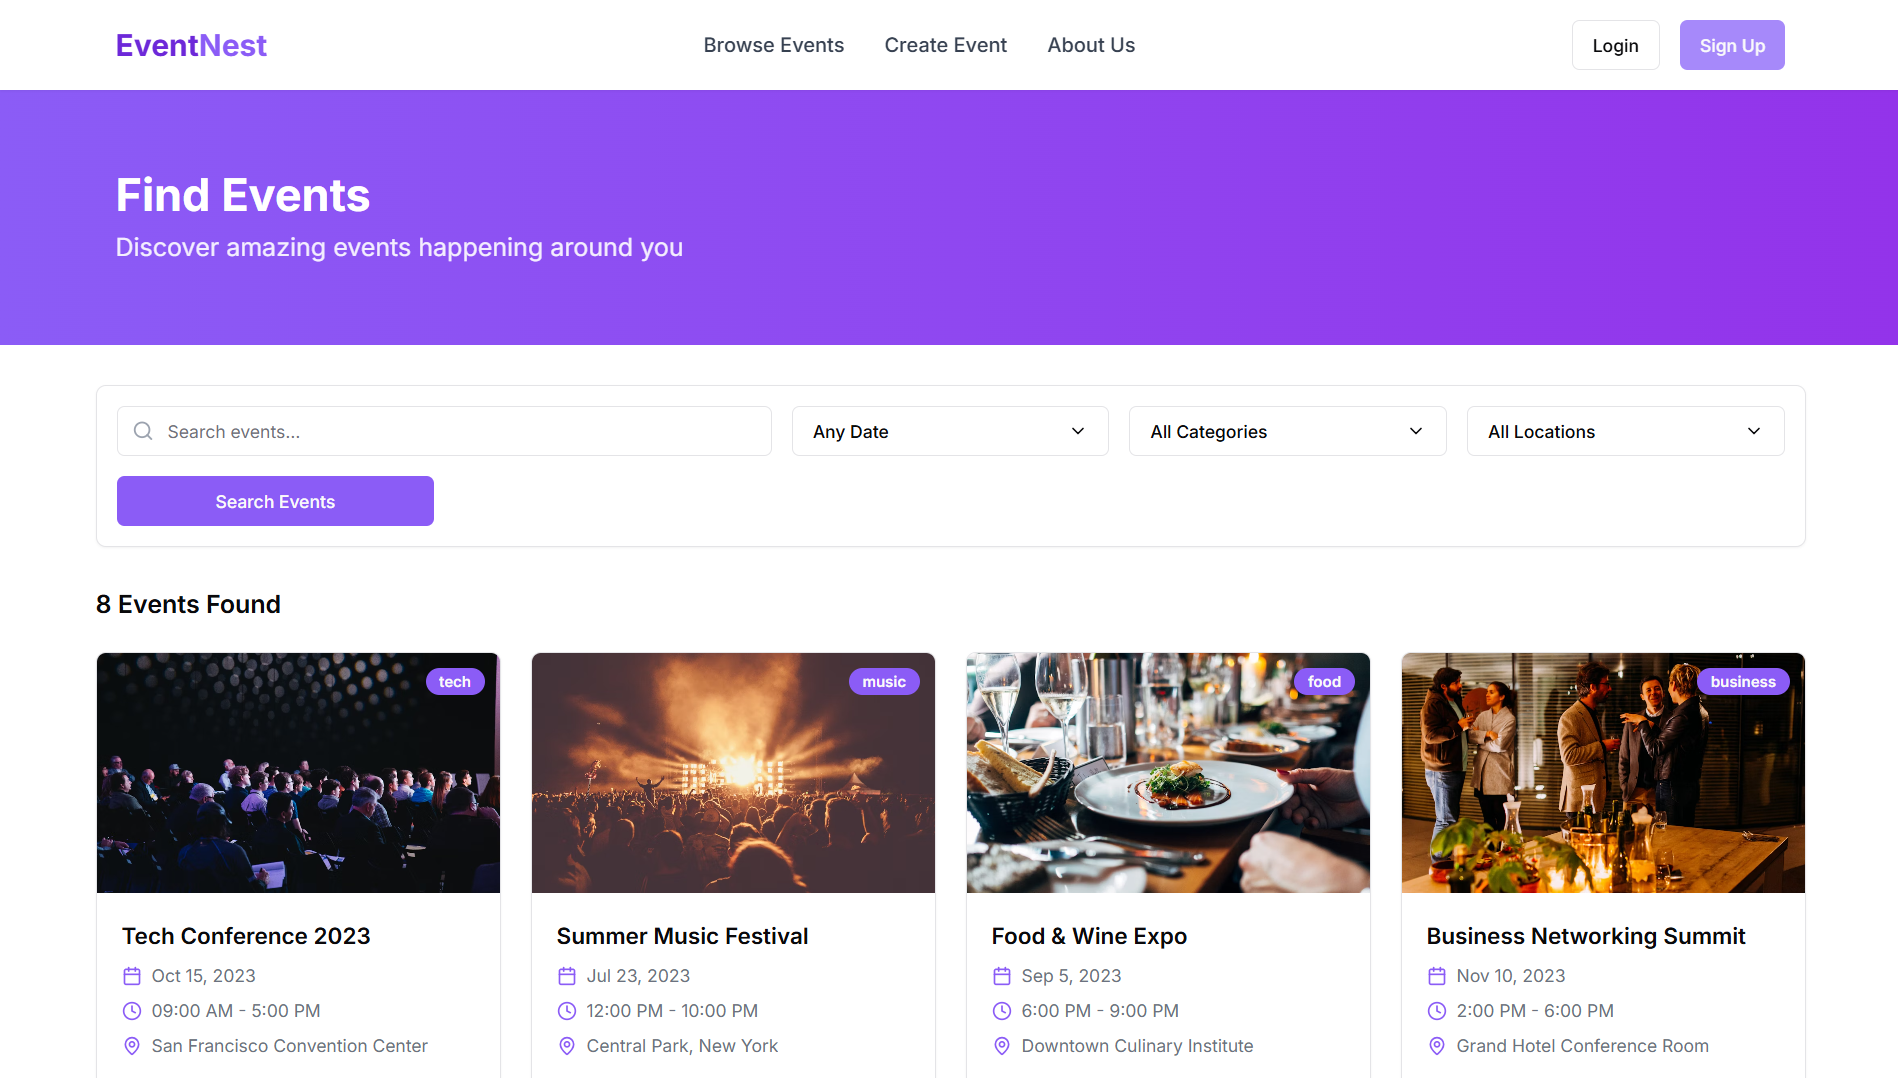 EventNest
Browse Events
Create Event
About Us
Login
Sign Up
Find Events
Discover amazing events happening around you
Search events...
Any Date
All Categories
All Locations
Search Events
8 Events Found
tech
Tech Conference 2023
Oct 15, 2023
09:00 AM - 5:00 PM
San Francisco Convention Center
music
Summer Music Festival
Jul 23, 2023
12:00 PM - 10:00 PM
Central Park, New York
food
Food & Wine Expo
Sep 5, 2023
6:00 PM - 9:00 PM
Downtown Culinary Institute
business
Business Networking Summit
Nov 10, 2023
2:00 PM - 6:00 PM
Grand Hotel Conference Room